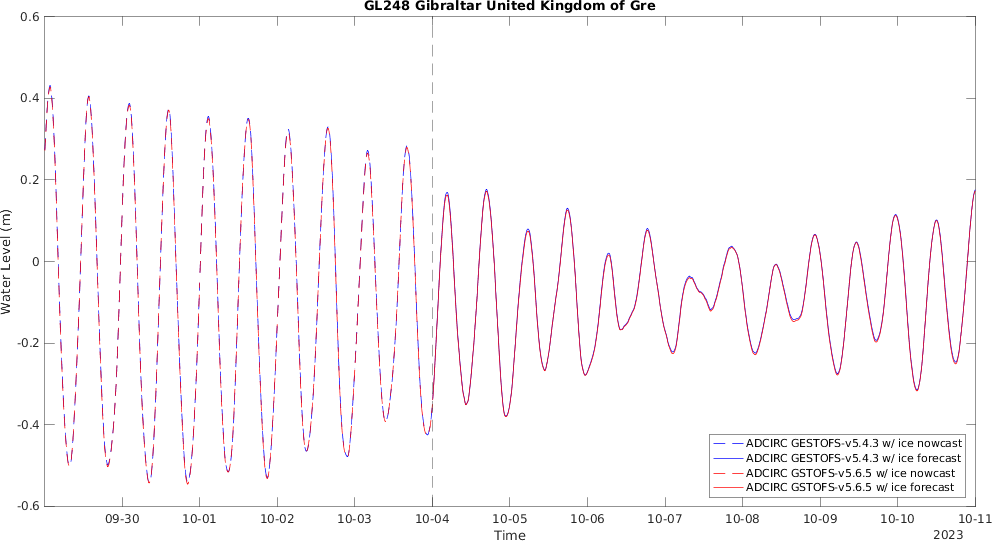 GL248 Gibraltar United Kingdom of Gre
0.6
0.4
0.2
0
-0.2
-0.4
-0.6
Water Level (m)
09-30
10-01
10-02
10-03
10-04
10-05
10-06
10-07
10-08
10-09
10-10
10-11
2023
Time
ADCIRC GESTOFS-v5.4.3 w/ ice nowcast
ADCIRC GESTOFS-v5.4.3 w/ ice forecast
ADCIRC GSTOFS-v5.6.5 w/ ice nowcast
ADCIRC GSTOFS-v5.6.5 w/ ice forecast